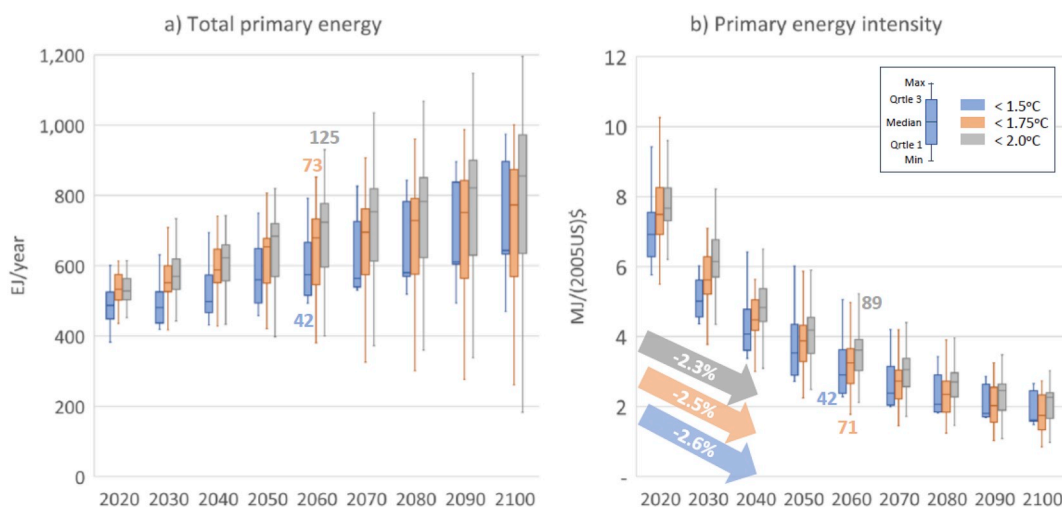 a) Total primary energy
EJ/year
1,200
1,000
800
600
400
200
0
125
73
42
2020 2030 2040 2050 2060 2070 2080 2090 2100
b) Primary energy intensity
MJ/(2005US)$
12
10
8
6
4
2
-
Max
Qrtle 3
Median
Qrtle 1
Min
< 1.5°C
< 1.75°C
< 2.0°C
89
42
71
-2.3%
-2.5%
-2.6%
2020 2030 2040 2050 2060 2070 2080 2090 2100